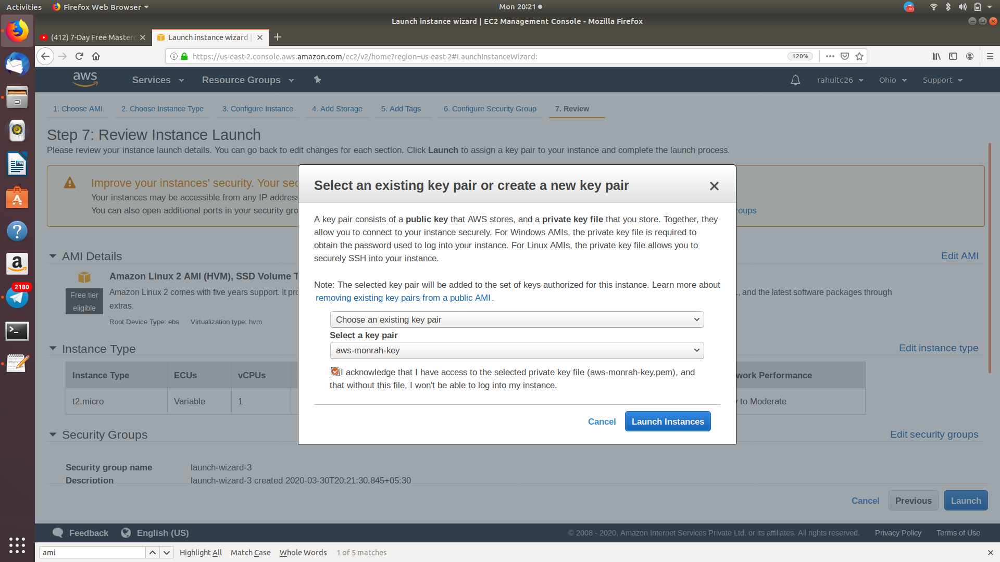 Activities
Firefox Web Browser
Mon 20:21
80
Launch instance wizard | EC2 Management Console - Mozilla Firefox
(412) 7-Day Free Masterc
Launch instance wizard |
https://us-east-2.console.aws.amazon.com/ec2/v2/home?region=us-east-2#LaunchInstanceWizard:
120%
aws
Services
Resource Groups
rahultc26
Ohio
Support
1. Choose AMI
2. Choose Instance Type
3. Configure Instance
4. Add Storage
5. Add Tags
6. Configure Security Group
7. Review
Step 7: Review Instance Launch
Please review your instance launch details. You can go back to edit changes for each section. Click Launch to assign a key pair to your instance and complete the launch process.
Improve your instances' security. Your sec
Your instances may be accessible from any IP address
You can also open additional ports in your security gro
oups
Select an existing key pair or create a new key pair
A key pair consists of a public key that AWS stores, and a private key file that you store. Together, they
allow you to connect to your instance securely. For Windows AMIs, the private key file is required to
obtain the password used to log into your instance. For Linux AMIs, the private key file allows you to
securely SSH into your instance.
Note: The selected key pair will be added to the set of keys authorized for this instance. Learn more about
removing existing key pairs from a public AMI.
Choose an existing key pair
Select a key pair
aws-monrah-key
I acknowledge that I have access to the selected private key file (aws-monrah-key.pem), and
that without this file, I won't be able to log into my instance.
Cancel
Launch Instances
AMI Details
Edit AMI
Amazon Linux 2 AMI (HVM), SSD Volume T
Free tier
eligible
Amazon Linux 2 comes with five years support. It pro
, and the latest software packages through
extras.
Root Device Type: ebs
Virtualization type: hvm
2180
Instance Type
Edit instance type
Instance Type
ECUs
vCPUs
work Performance
t2.micro
Variable
1
to Moderate
Security Groups
Edit security groups
Security group name
launch-wizard-3
Description
launch-wizard-3 created 2020-03-30T20:21:30.845+05:30
Cancel
Previous
Launch
Feedback
English (US)
© 2008 - 2020, Amazon Internet Services Private Ltd. or its affiliates. All rights reserved.
Privacy Policy
Terms of Use
ami
Highlight All
Match Case
Whole Words
1 of 5 matches